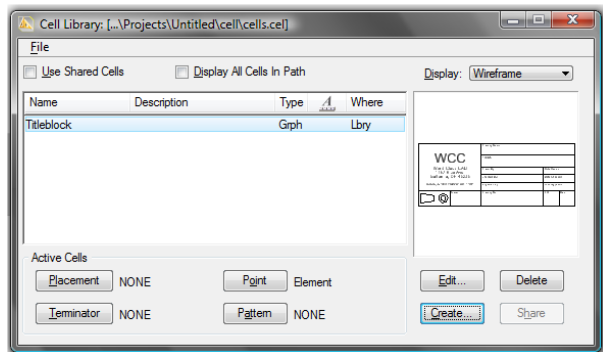 Cell Library: [...\Projects\Untitled\cell\cells.cel]
File
Use Shared Cells Display All Cells In Path Display: Wireframe
Name Description Type A Where
Titleblock Grph Lbry
WCC
Active Cells
Placement NONE Point Element Edit... Delete
Terminator NONE Pattern NONE Create... Share